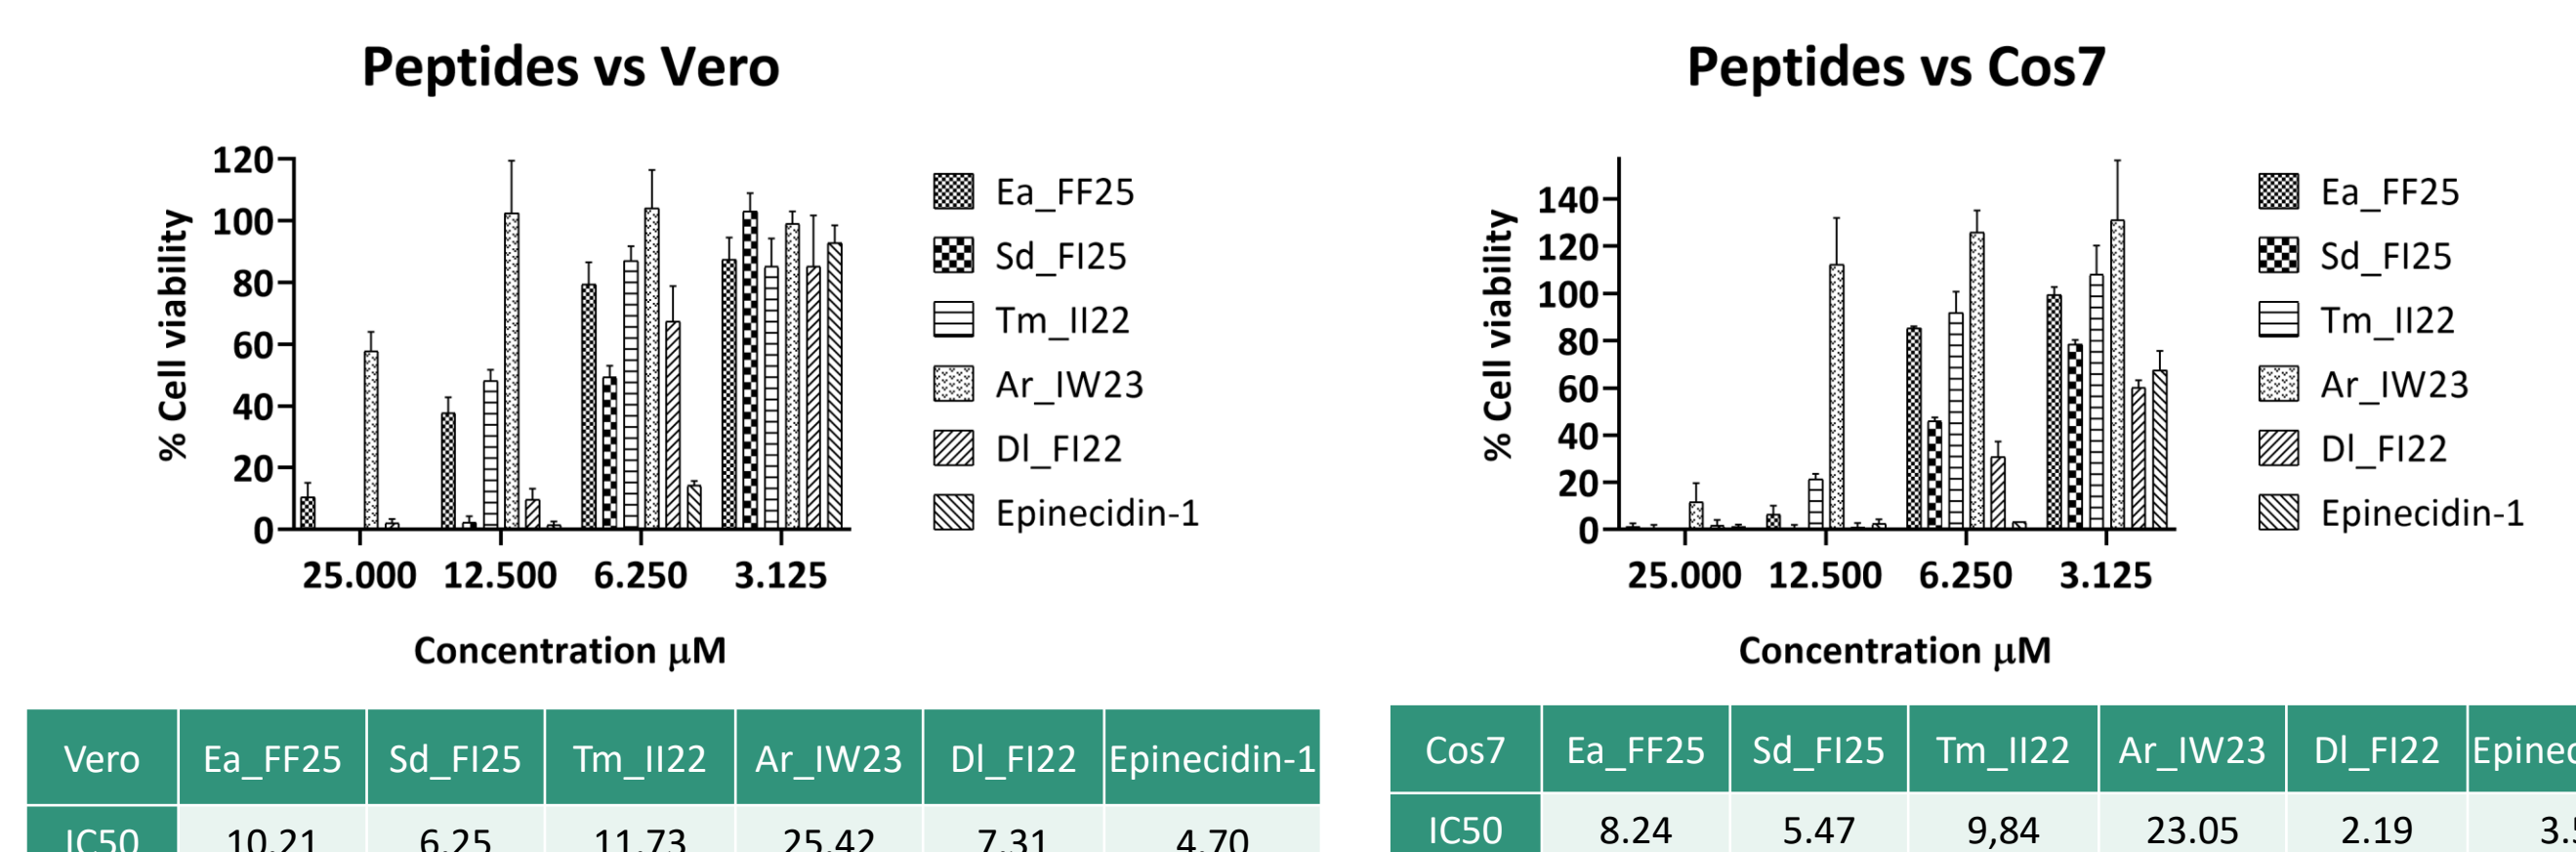 Peptides vs Vero
120
100
80
60
40
20
0
% Cell viability
25.000 12.500 6.250 3.125
Concentration μM
Ea_FF25
Sd_FI25
Tm_II22
Ar_IW23
Dl_FI22
Epinecidin-1
Vero Ea_FF25 Sd_FI25 Tm_II22 Ar_IW23 Dl_FI22 Epinecidin-1
IC50 10.21 6.25 11.73 25.42 7.31 4.70
Peptides vs Cos7
140
120
100
80
60
40
20
0
% Cell viability
25.000 12.500 6.250 3.125
Concentration μM
Ea_FF25
Sd_FI25
Tm_II22
Ar_IW23
Dl_FI22
Epinecidin-1
Cos7 Ea_FF25 Sd_FI25 Tm_II22 Ar_IW23 Dl_FI22
IC50 8.24 5.47 9,84 23.05 2.19